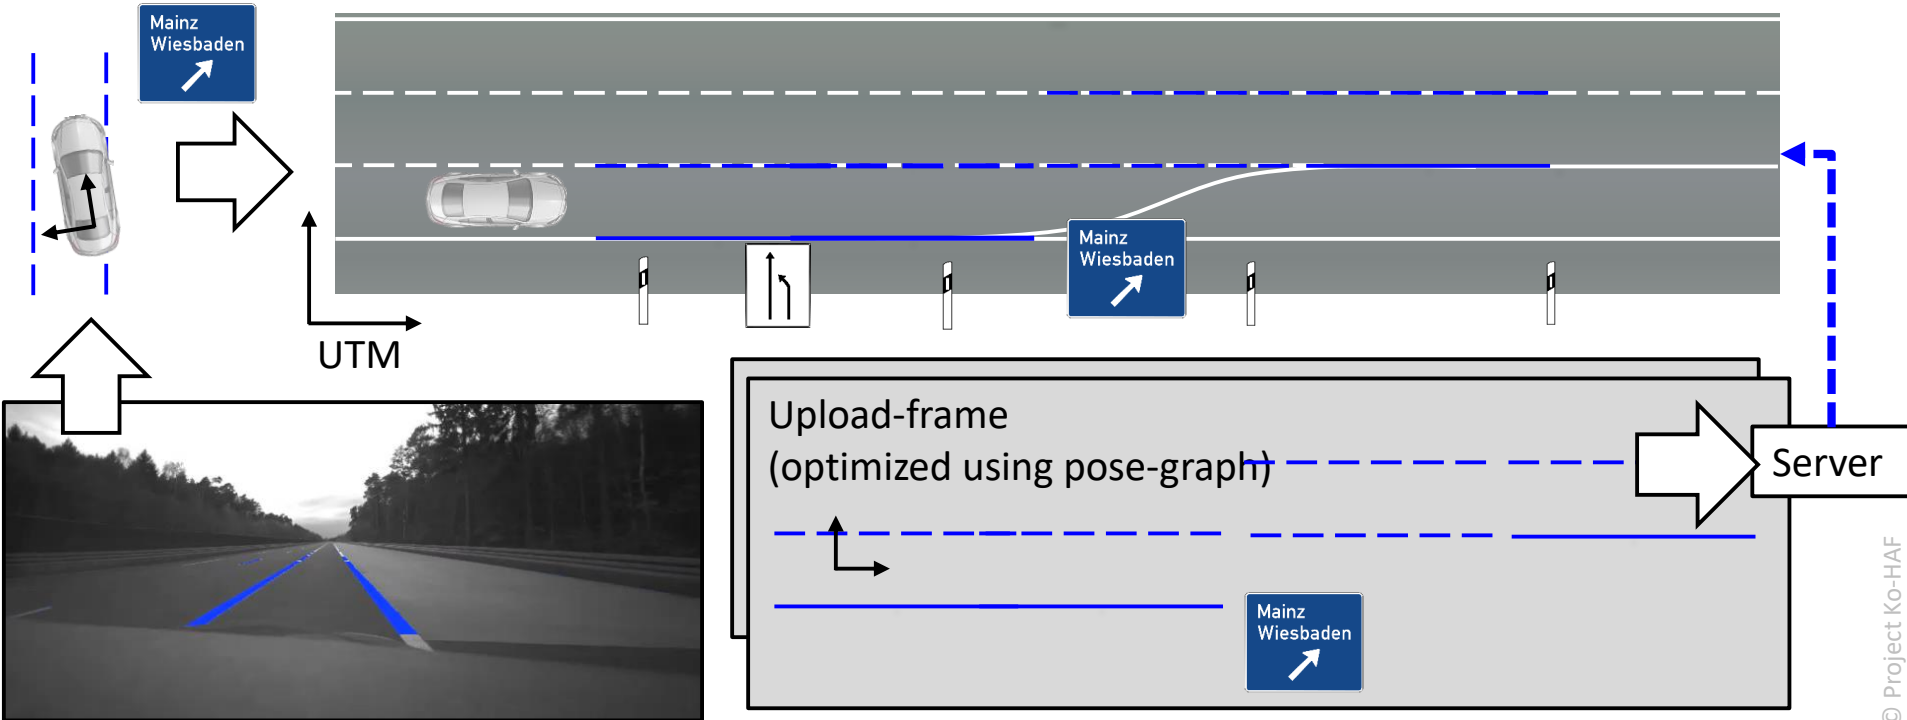 Mainz
Wiesbaden
Mainz
Wiesbaden
UTM
Upload-frame
(optimized using pose-graph)
Server
Mainz
Wiesbaden
© Project Ko-HAF